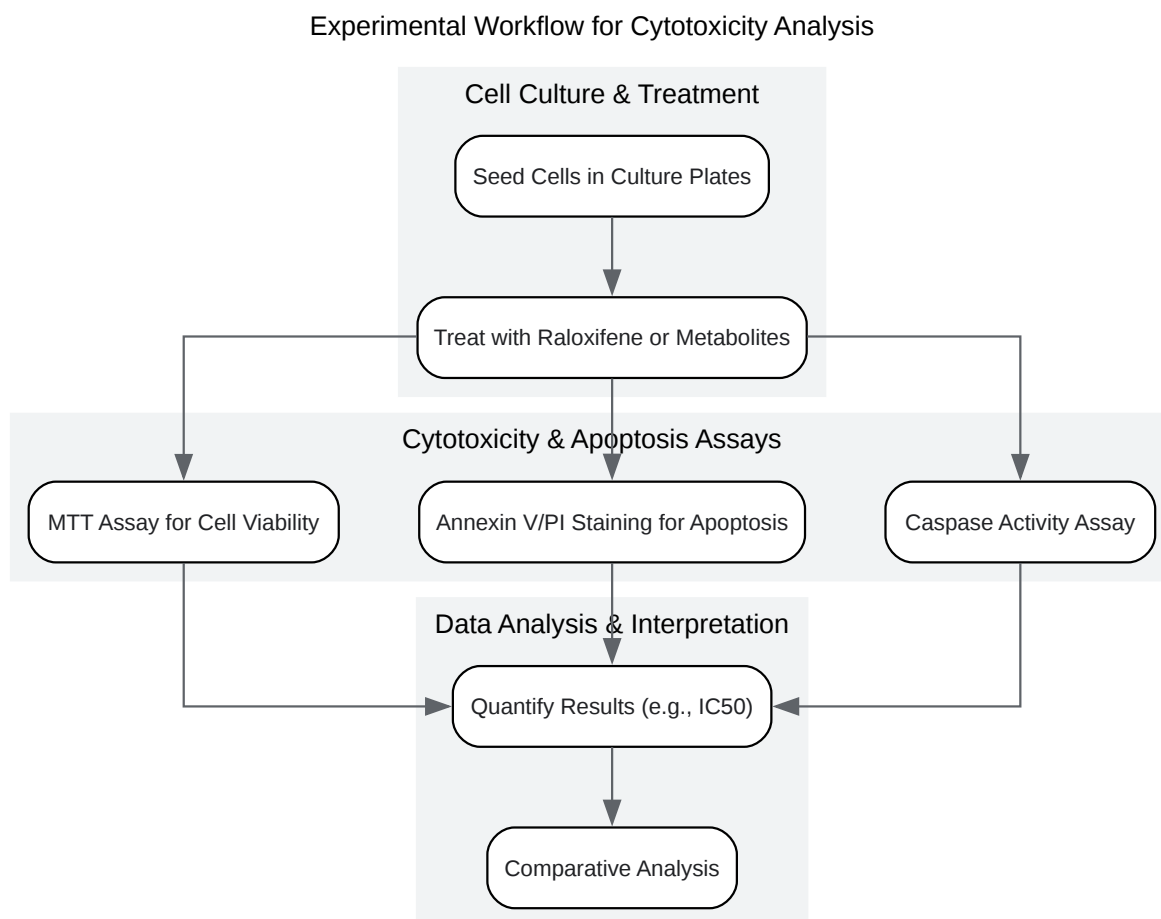 Experimental Workflow for Cytotoxicity Analysis
Cell Culture & Treatment
Seed Cells in Culture Plates
Treat with Raloxifene or Metabolites
Cytotoxicity & Apoptosis Assays
MTT Assay for Cell Viability
Annexin V/PI Staining for Apoptosis
Caspase Activity Assay
Data Analysis & Interpretation
Quantify Results (e.g., IC50)
Comparative Analysis